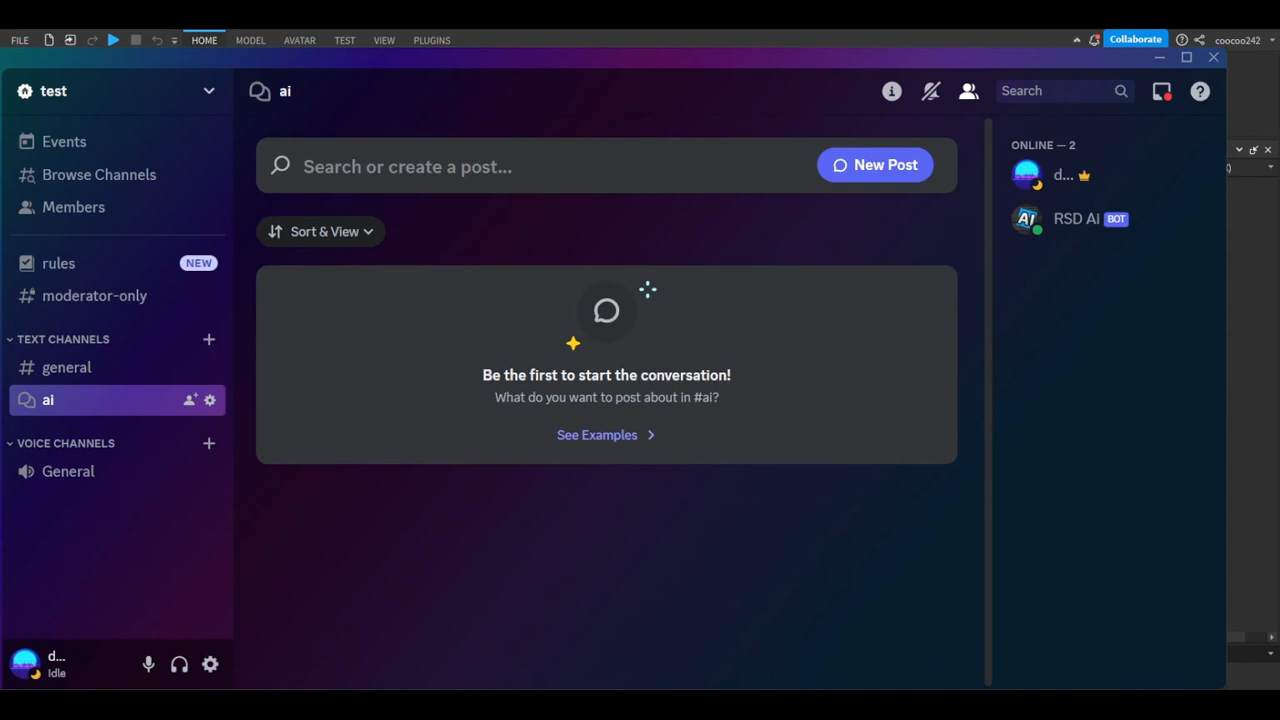 FILE HOME MODEL AVATAR TEST VIEW PLUGINS Collaborate coocoo242
test
ai
Search
Events
Browse Channels
Members
rules NEW
moderator-only
TEXT CHANNELS
general
ai
VOICE CHANNELS
General
d...
Idle
Search or create a post...
New Post
Sort & View
Be the first to start the conversation!
What do you want to post about in #ai?
See Examples
ONLINE — 2
d...
AI
RSD AI BOT